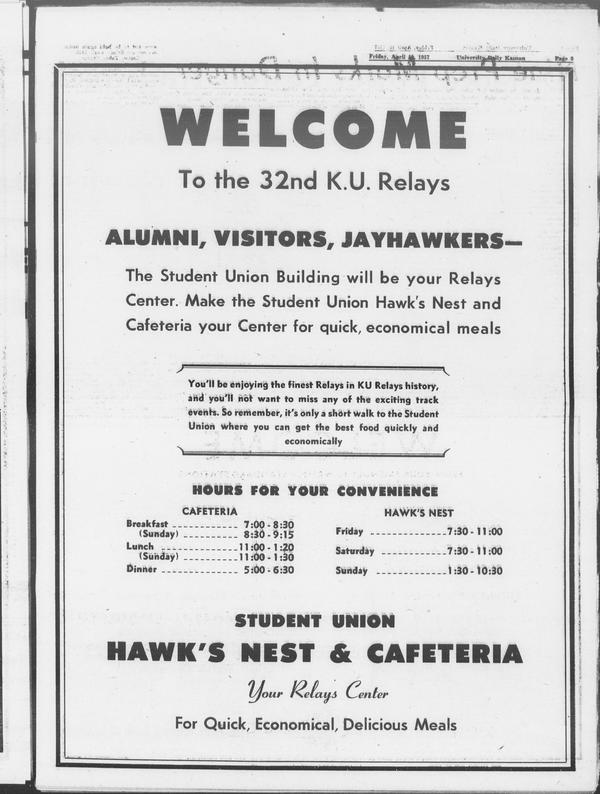 Friday, April 1957 University Daily Kansan Page 9
WELCOME
To the 32nd K.U. Relays
ALUMNI, VISITORS, JAYHAWKERS—
The Student Union Building will be your Relays
Center. Make the Student Union Hawk's Nest and
Cafeteria your Center for quick, economical meals
You'll be enjoying the finest Relays in KU Relays history,
and you'll not want to miss any of the exciting track
events. So remember, it's only a short walk to the Student
Union where you can get the best food quickly and
economically
HOURS FOR YOUR CONVENIENCE
CAFETERIA
Breakfast ------------ 7:00 - 8:30
(Sunday) ---------- 8:30 - 9:15
Lunch --------------11:00 - 1:20
(Sunday) ----------11:00 - 1:30
Dinner -------------- 5:00 - 6:30
HAWK'S NEST
Friday --------------7:30 - 11:00
Saturday ------------7:30 - 11:00
Sunday -------------1:30 - 10:30
STUDENT UNION
HAWK'S NEST & CAFETERIA
Your Relays Center
For Quick, Economical, Delicious Meals